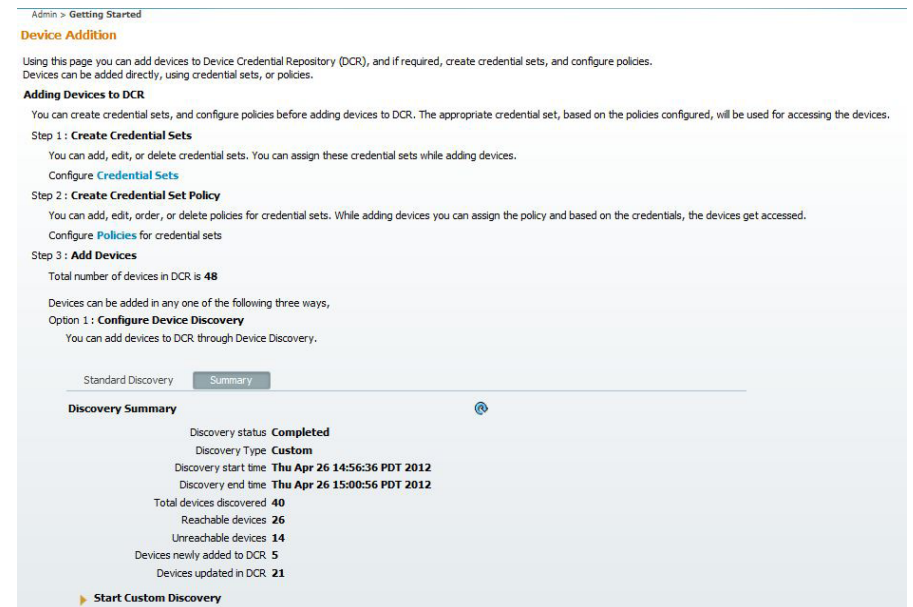 Admin > Getting Started
Device Addition
Using this page you can add devices to Device Credential Repository (DCR), and if required, create credential sets, and configure policies.
Devices can be added directly, using credential sets, or policies.
Adding Devices to DCR
You can create credential sets, and configure policies before adding devices to DCR. The appropriate credential set, based on the policies configured, will be used for accessing the devices.
Step 1 : Create Credential Sets
You can add, edit, or delete credential sets. You can assign these credential sets while adding devices.
Configure Credential Sets
Step 2 : Create Credential Set Policy
You can add, edit, order, or delete policies for credential sets. While adding devices you can assign the policy and based on the credentials, the devices get accessed.
Configure Policies for credential sets
Step 3 : Add Devices
Total number of devices in DCR is 48
Devices can be added in any one of the following three ways,
Option 1 : Configure Device Discovery
You can add devices to DCR through Device Discovery.
Standard Discovery Summary
Discovery Summary
Discovery status Completed
Discovery Type Custom
Discovery start time Thu Apr 26 14:56:36 PDT 2012
Discovery end time Thu Apr 26 15:00:56 PDT 2012
Total devices discovered 40
Reachable devices 26
Unreachable devices 14
Devices newly added to DCR 5
Devices updated in DCR 21
Start Custom Discovery